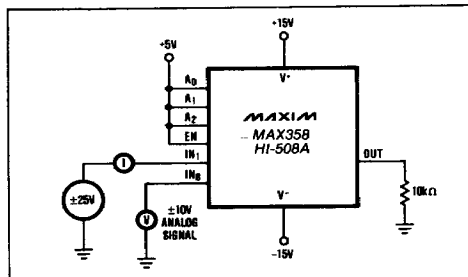 +15V
+5V
V+
A0
A1
A2
EN
MAXIM
MAX358
HI-508A
IN1
OUT
I
IN8
±25V
V
±10V
ANALOG
SIGNAL
10kΩ
V−
−15V